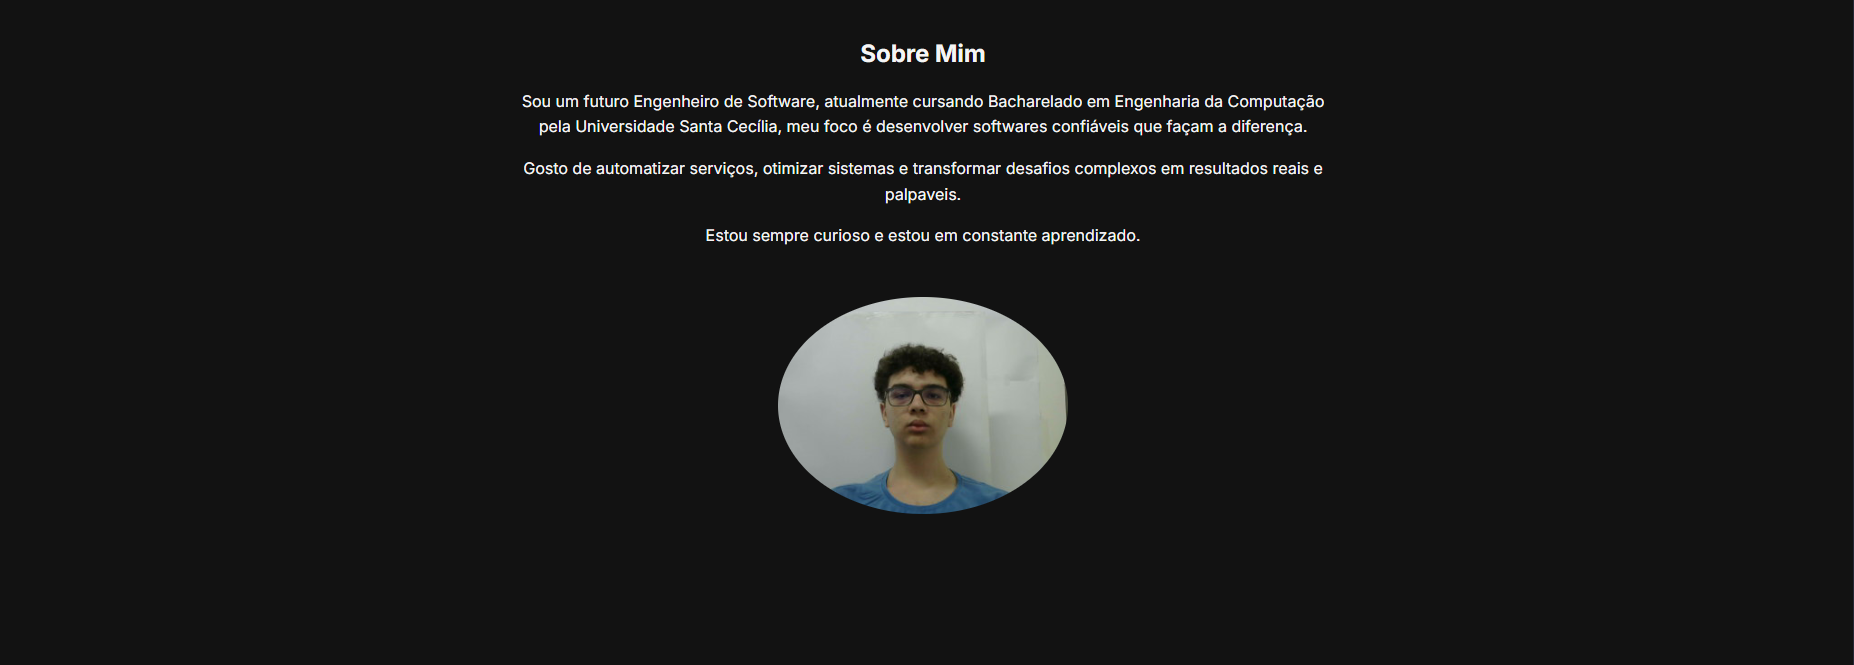 Sobre Mim
Sou um futuro Engenheiro de Software, atualmente cursando Bacharelado em Engenharia da Computação
pela Universidade Santa Cecília, meu foco é desenvolver softwares confiáveis que façam a diferença.
Gosto de automatizar serviços, otimizar sistemas e transformar desafios complexos em resultados reais e
palpaveis.
Estou sempre curioso e estou em constante aprendizado.